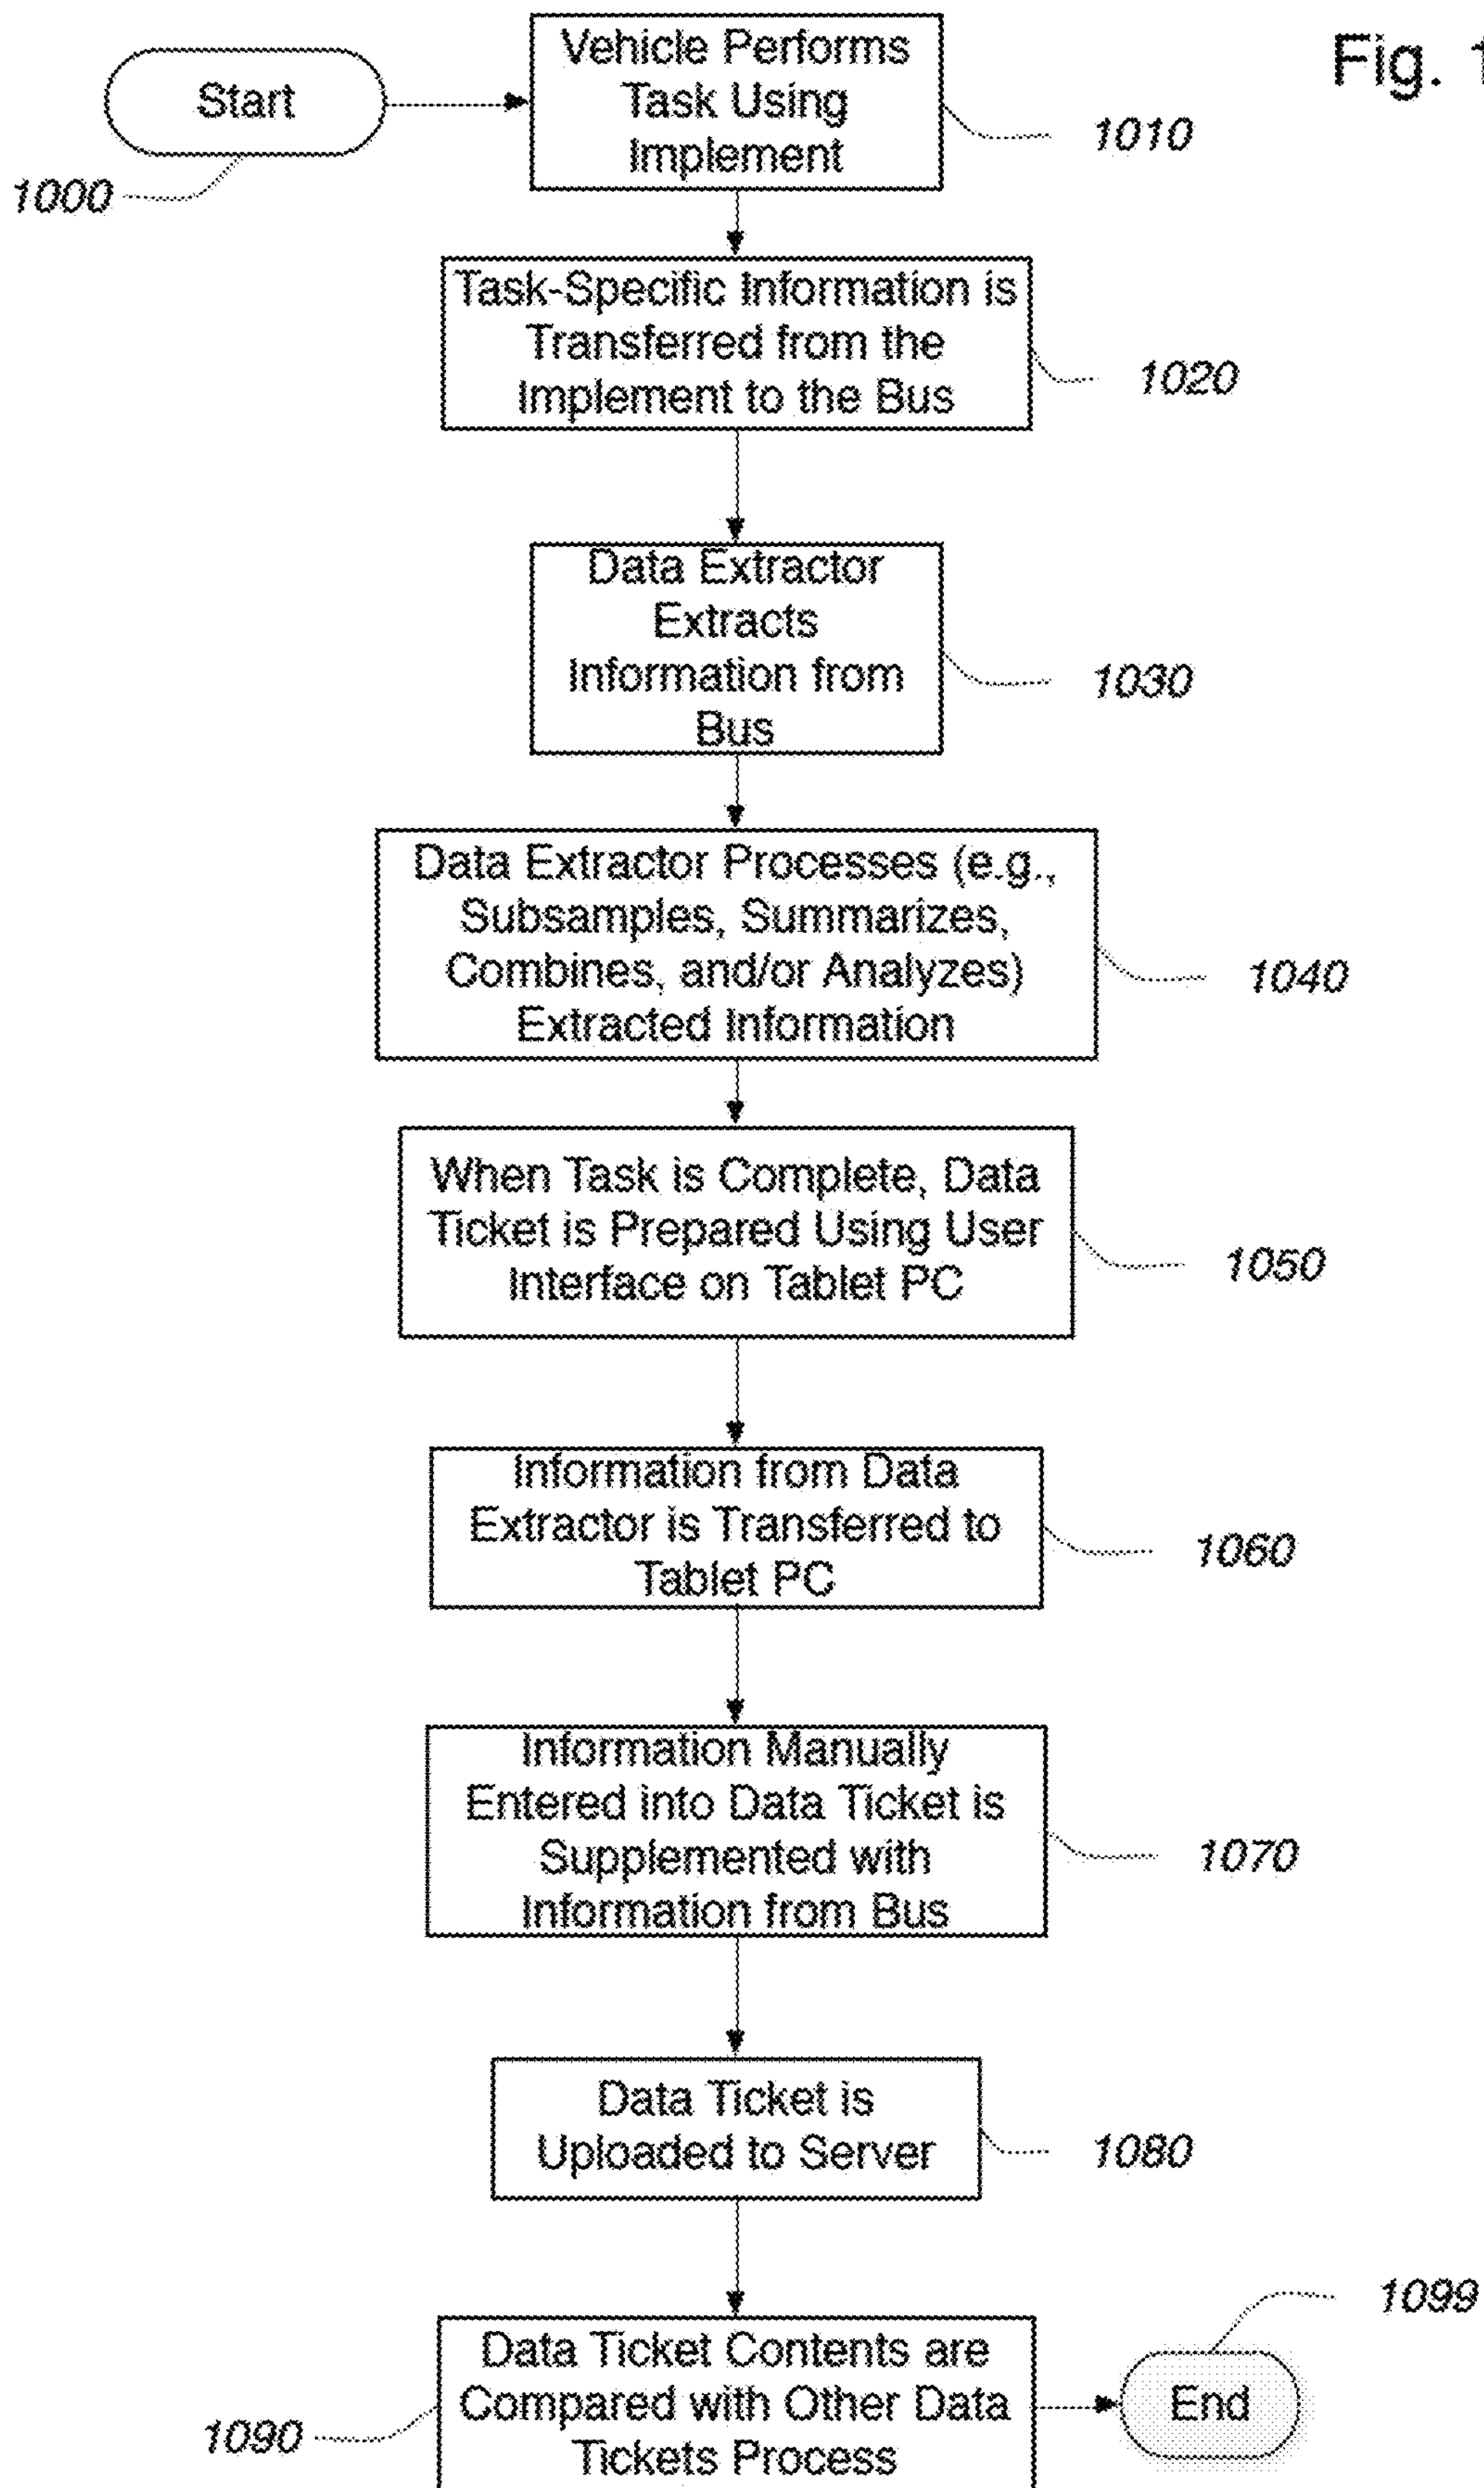 Fig. 1
Start
1000
Vehicle Performs
Task Using
Implement
1010
Task-Specific Information is
Transferred from the
Implement to the Bus
1020
Data Extractor
Extracts
Information from
Bus
1030
Data Extractor Processes (e.g.,
Subsamples, Summarizes,
Combines, and/or Analyzes)
Extracted Information
1040
When Task is Complete, Data
Ticket is Prepared Using User
Interface on Tablet PC
1050
Information from Data
Extractor is Transferred to
Tablet PC
1060
Information Manually
Entered into Data Ticket is
Supplemented with
Information from Bus
1070
Data Ticket is
Uploaded to Server
1080
Data Ticket Contents are
Compared with Other Data
Tickets Process
1090
End
1099